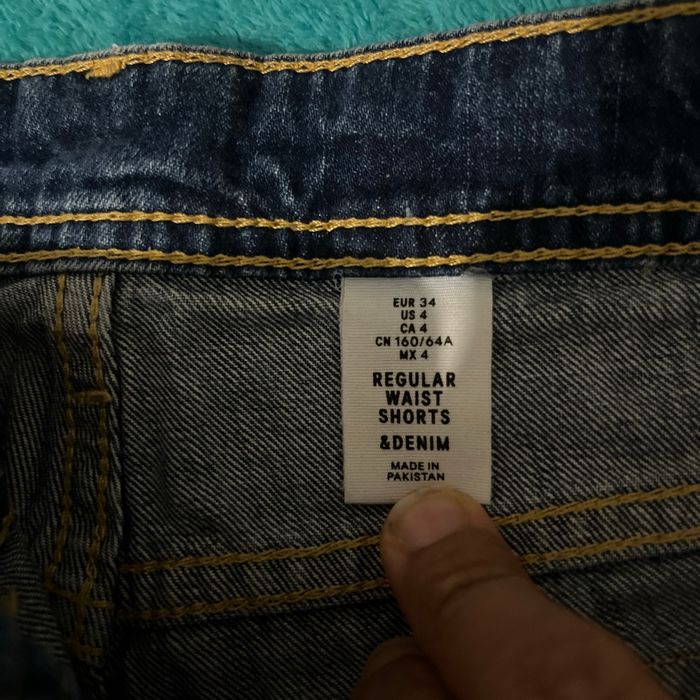 EUR 34
US 4
CA 4
CN 160/64A
MX 4
REGULAR
WAIST
SHORTS
&DENIM
MADE IN
PAKISTAN